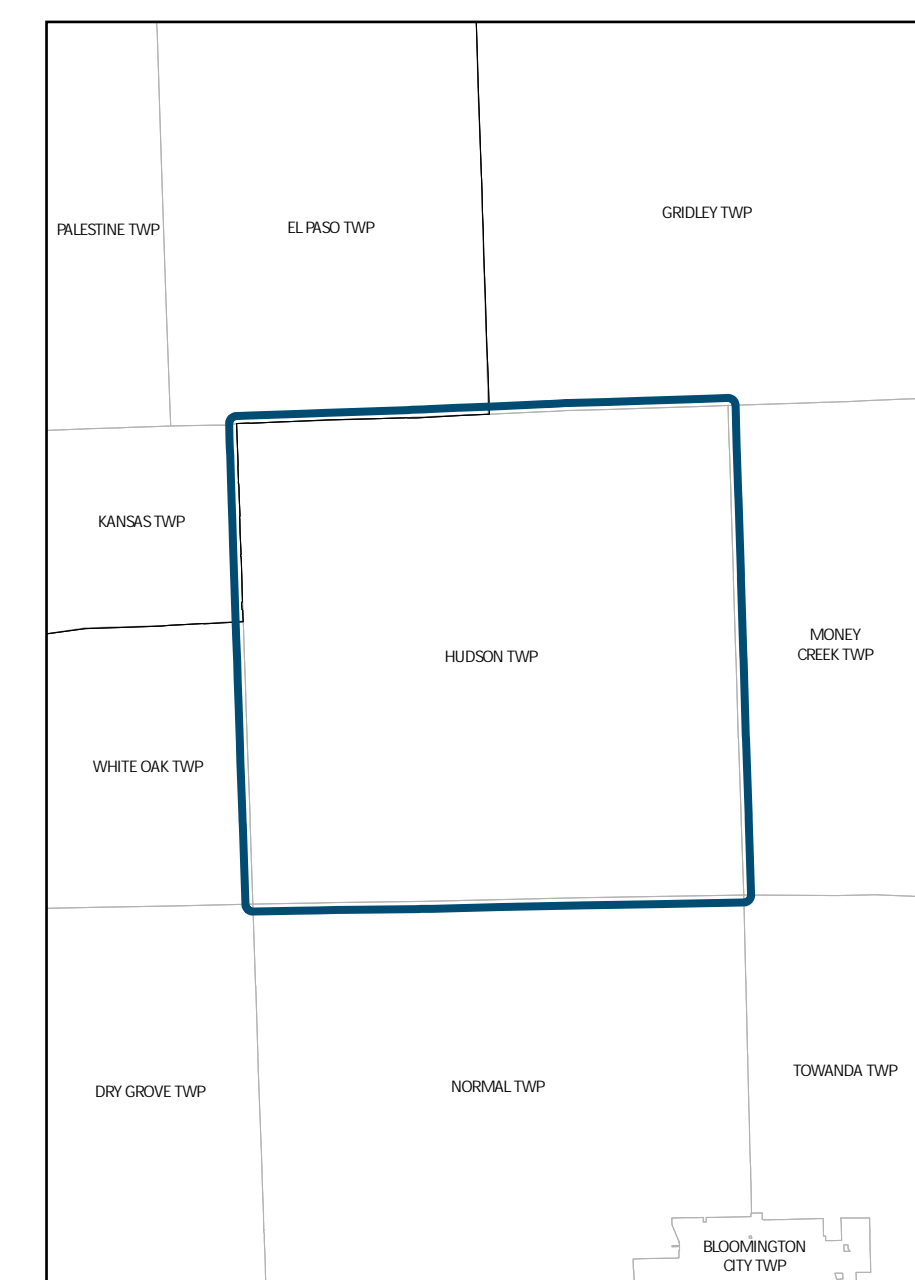 GRIDLEY TWP
PALESTINE TWP
EL PASO TWP
KANSAS TWP
MONEY
CREEK TWP
HUDSON TWP
WHITE OAK TWP
TOWANDA TWP
DRY GROVE TWP
NORMAL TWP
BLOOMINGTON
CITY TWP